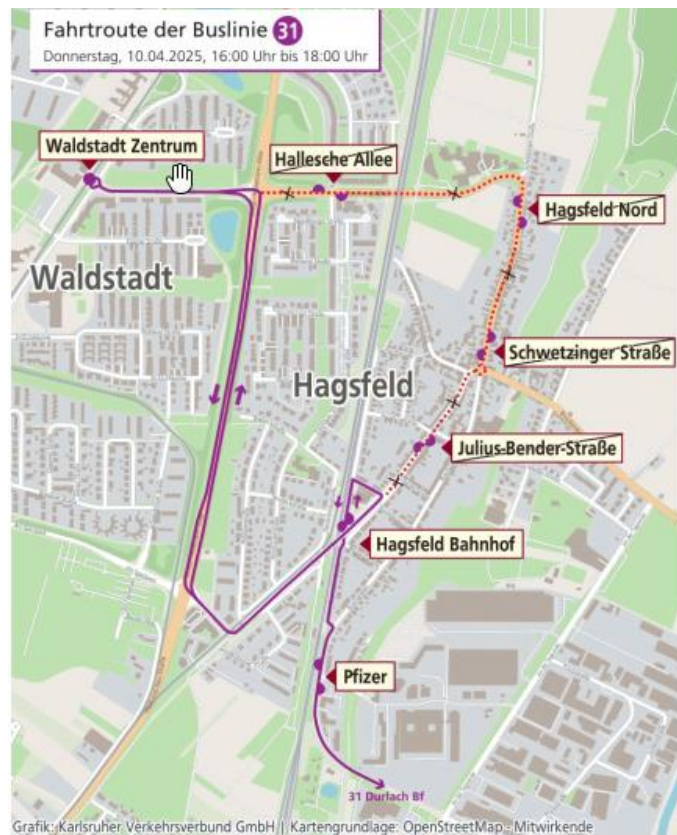 Fahrtroute der Buslinie 31
Donnerstag, 10.04.2025, 16:00 Uhr bis 18:00 Uhr
Waldstadt Zentrum
Hallesche Allee
Hagsfeld Nord
Waldstadt
Schwetzinger Straße
Hagsfeld
Julius-Bender-Straße
Hagsfeld Bahnhof
Pfizer
31 Durlach Bf
Grafik: Karlsruher Verkehrsverbund GmbH | Kartengrundlage: OpenStreetMap - Mitwirkende